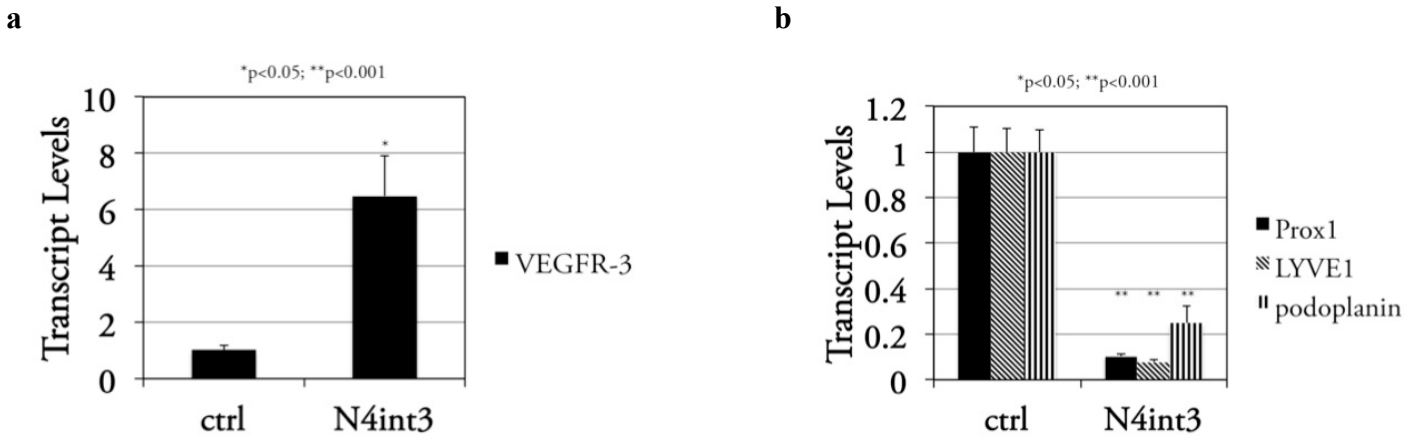 a
*p<0.05; **p<0.001
Transcript Levels
10
8
6
4
2
0
*
ctrl
N4int3
VEGFR-3
b
*p<0.05; **p<0.001
Transcript Levels
1.2
1
0.8
0.6
0.4
0.2
0
** ** **
ctrl
N4int3
Prox1
LYVE1
podoplanin